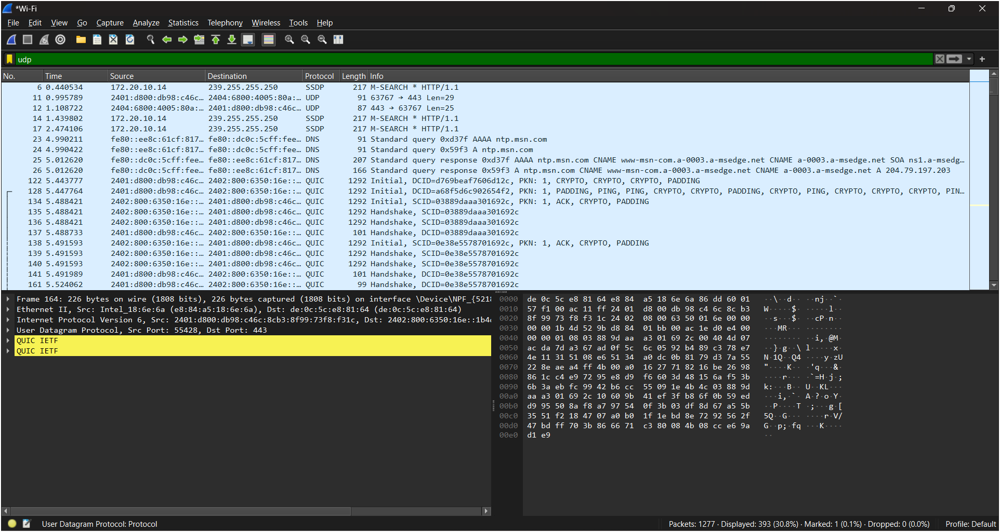 *Wi-Fi
File Edit View Go Capture Analyze Statistics Telephony Wireless Tools Help
udp
No. Time Source Destination Protocol Length Info
6 0.440534 172.20.10.14 239.255.255.250 SSDP 217 M-SEARCH * HTTP/1.1
11 0.995789 2401:d800:db98:c46c… 2404:6800:4005:80a:… UDP 91 63767 → 443 Len=29
12 1.108722 2404:6800:4005:80a:… 2401:d800:db98:c46c… UDP 87 443 → 63767 Len=25
14 1.439802 172.20.10.14 239.255.255.250 SSDP 217 M-SEARCH * HTTP/1.1
17 2.474106 172.20.10.14 239.255.255.250 SSDP 217 M-SEARCH * HTTP/1.1
23 4.990211 fe80::ee8c:61cf:817… fe80::dc0c:5cff:fee… DNS 91 Standard query 0xd37f AAAA ntp.msn.com
24 4.990422 fe80::ee8c:61cf:817… fe80::dc0c:5cff:fee… DNS 91 Standard query 0x59f3 A ntp.msn.com
25 5.012620 fe80::dc0c:5cff:fee… fe80::ee8c:61cf:817… DNS 207 Standard query response 0xd37f AAAA ntp.msn.com CNAME www-msn-com.a-0003.a-msedge.net CNAME a-0003.a-msedge.net SOA ns1.a-msedg…
26 5.012620 fe80::dc0c:5cff:fee… fe80::ee8c:61cf:817… DNS 166 Standard query response 0x59f3 A ntp.msn.com CNAME www-msn-com.a-0003.a-msedge.net CNAME a-0003.a-msedge.net A 204.79.197.203
122 5.443777 2401:d800:db98:c46c… 2402:800:6350:16e::… QUIC 1292 Initial, DCID=d769beaf7606d12c, PKN: 1, CRYPTO, CRYPTO, CRYPTO, PADDING
128 5.447764 2401:d800:db98:c46c… 2402:800:6350:16e::… QUIC 1292 Initial, DCID=a68f5d6c902654f2, PKN: 1, PADDING, PING, PING, CRYPTO, CRYPTO, PADDING, CRYPTO, PING, CRYPTO, CRYPTO, CRYPTO, PIN…
134 5.488421 2402:800:6350:16e::… 2401:d800:db98:c46c… QUIC 1292 Initial, SCID=03889daaa301692c, PKN: 1, ACK, CRYPTO, PADDING
135 5.488421 2402:800:6350:16e::… 2401:d800:db98:c46c… QUIC 1292 Handshake, SCID=03889daaa301692c
136 5.488421 2402:800:6350:16e::… 2401:d800:db98:c46c… QUIC 1292 Handshake, SCID=03889daaa301692c
137 5.488733 2401:d800:db98:c46c… 2402:800:6350:16e::… QUIC 101 Handshake, DCID=03889daaa301692c
138 5.491593 2402:800:6350:16e::… 2401:d800:db98:c46c… QUIC 1292 Initial, SCID=0e38e5578701692c, PKN: 1, ACK, CRYPTO, PADDING
139 5.491593 2402:800:6350:16e::… 2401:d800:db98:c46c… QUIC 1292 Handshake, SCID=0e38e5578701692c
140 5.491593 2402:800:6350:16e::… 2401:d800:db98:c46c… QUIC 1292 Handshake, SCID=0e38e5578701692c
141 5.491989 2401:d800:db98:c46c… 2402:800:6350:16e::… QUIC 101 Handshake, DCID=0e38e5578701692c
161 5.524062 2401:d800:db98:c46c… 2402:800:6350:16e::… QUIC 99 Handshake, DCID=0e38e5578701692c
Frame 164: 226 bytes on wire (1808 bits), 226 bytes captured (1808 bits) on interface \Device\NPF_{5218
Ethernet II, Src: Intel_18:6e:6a (e8:84:a5:18:6e:6a), Dst: de:0c:5c:e8:81:64 (de:0c:5c:e8:81:64)
Internet Protocol Version 6, Src: 2401:d800:db98:c46c:8cb3:8f99:73f8:f31c, Dst: 2402:800:6350:16e::1b4
User Datagram Protocol, Src Port: 55428, Dst Port: 443
QUIC IETF
QUIC IETF
0000 de 0c 5c e8 81 64 e8 84 a5 18 6e 6a 86 dd 60 01 ··\··d·· ··nj··`·
0010 57 f1 00 ac 11 ff 24 01 d8 00 db 98 c4 6c 8c b3 W·····$· ·····l··
0020 8f 99 73 f8 f3 1c 24 02 08 00 63 50 01 6e 00 00 ··s···$· ··cP·n··
0030 00 00 1b 4d 52 9b d8 84 01 bb 00 ac 1e d0 e4 00 ···MR··· ········
0040 00 00 01 08 03 88 9d aa a3 01 69 2c 00 40 4d 07 ········ ··i,·@M·
0050 ac da 7d a3 67 ad 0f 5c 6c 05 92 b4 89 c3 78 e7 ··}·g··\ l·····x·
0060 4e 11 31 51 08 e6 51 34 a0 dc 0b 81 79 d3 7a 55 N·1Q··Q4 ····y·zU
0070 22 8e ae a4 ff 4b 00 a0 16 27 71 82 16 be 26 98 "····K·· ·'q···&·
0080 86 1c c4 e9 72 95 e8 d9 f6 60 3d 48 15 6a f5 3b ····r··· ·`=H·j·;
0090 6b 3a eb fc 99 42 b6 cc 55 09 1e 4b 4c 03 88 9d k:···B·· U··KL···
00a0 aa a3 01 69 2c 10 60 9b 41 ef 3f b8 6f 0b 59 ed ···i,·`· A·?·o·Y·
00b0 d9 95 50 8a f8 a7 97 54 0f 3b 03 df 8d 67 a5 5b ··P····T ·;···g·[
00c0 35 51 f2 18 47 07 a0 b0 1f 1e bd 8e 72 92 56 2f 5Q··G··· ····r·V/
00d0 47 bd ff 70 3b 86 66 71 c3 80 08 4b 08 cc e6 9a G··p;·fq ···K····
00e0 d1 e9 ··
User Datagram Protocol: Protocol
Packets: 1277 · Displayed: 393 (30.8%) · Marked: 1 (0.1%) · Dropped: 0 (0.0%)
Profile: Default